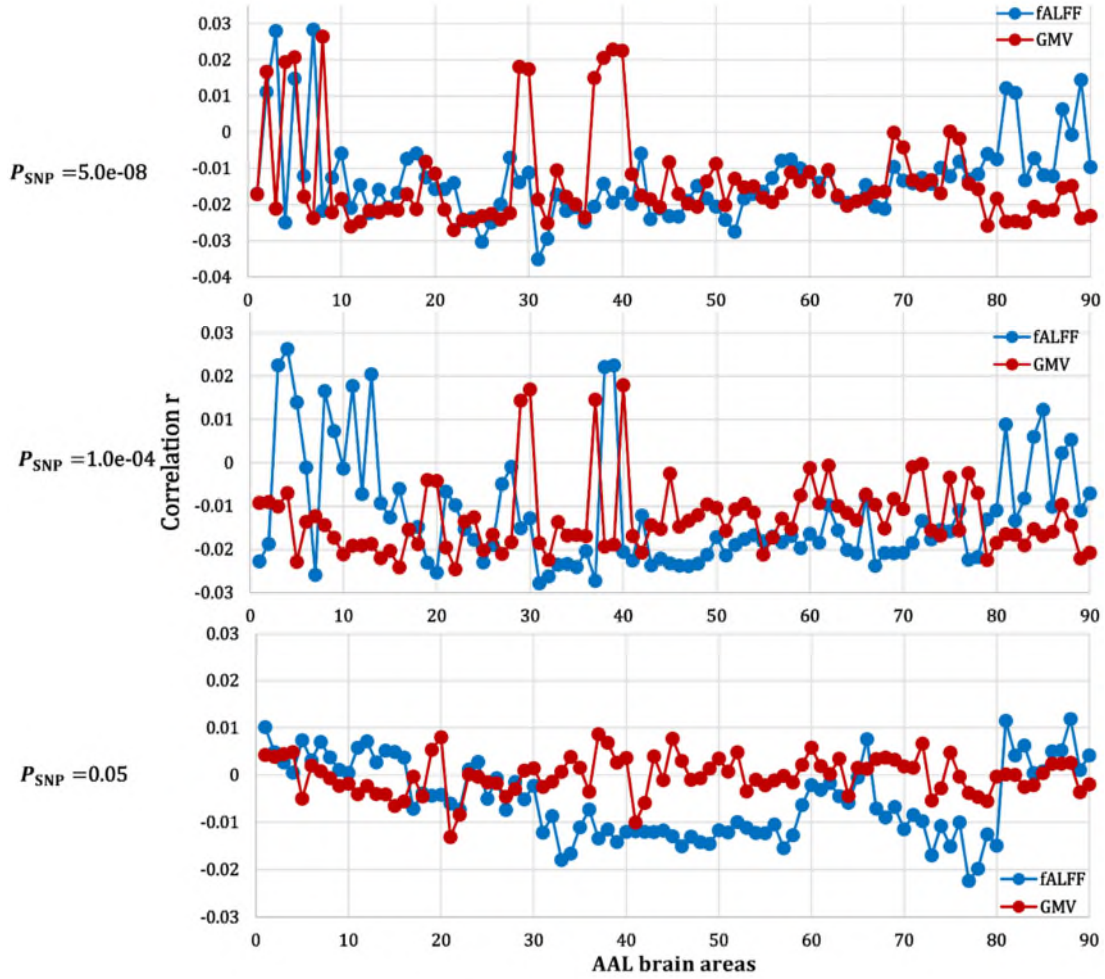 0.03
0.02
0.01
0
-0.01
-0.02
-0.03
-0.04
fALFF
GMV
P_SNP =5.0e-08
0 10 20 30 40 50 60 70 80 90
0.03
0.02
0.01
0
-0.01
-0.02
-0.03
fALFF
GMV
P_SNP =1.0e-04
Correlation r
0 10 20 30 40 50 60 70 80 90
0.03
0.02
0.01
0
-0.01
-0.02
-0.03
P_SNP =0.05
fALFF
GMV
0 10 20 30 40 50 60 70 80 90
AAL brain areas